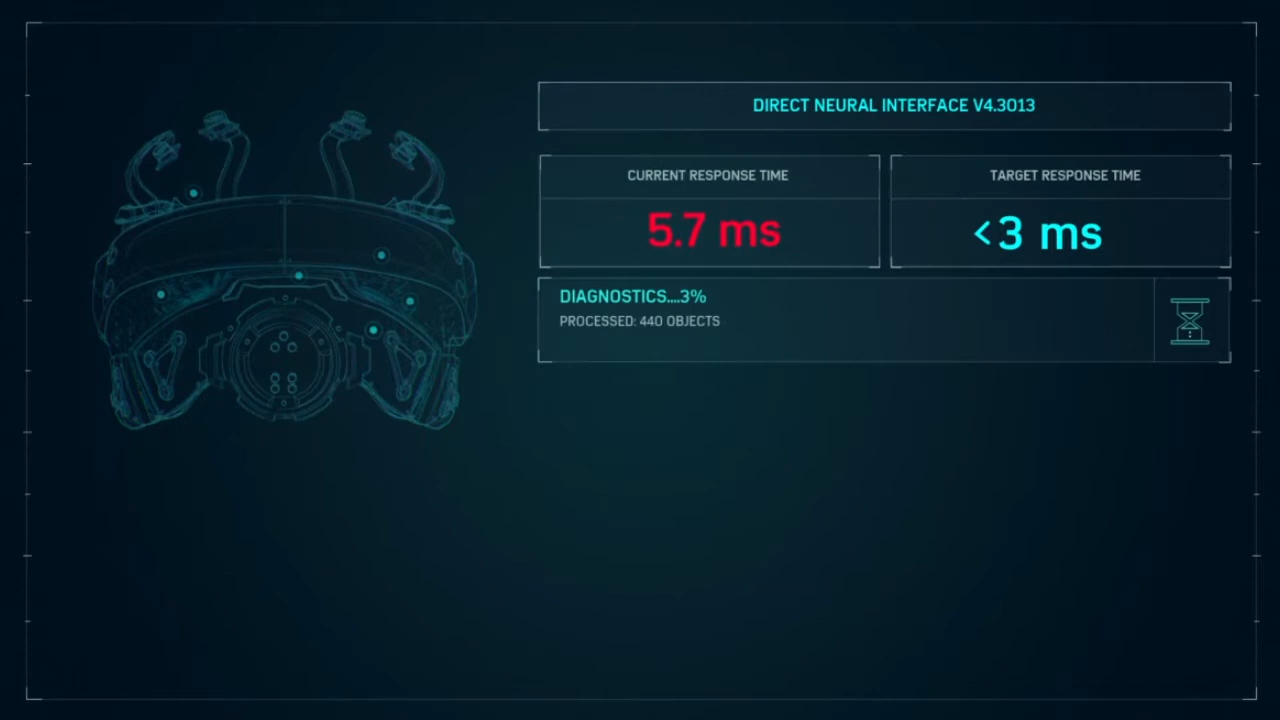 DIRECT NEURAL INTERFACE V4.3013
CURRENT RESPONSE TIME
TARGET RESPONSE TIME
5.7 ms
<3 ms
DIAGNOSTICS....3%
PROCESSED: 440 OBJECTS